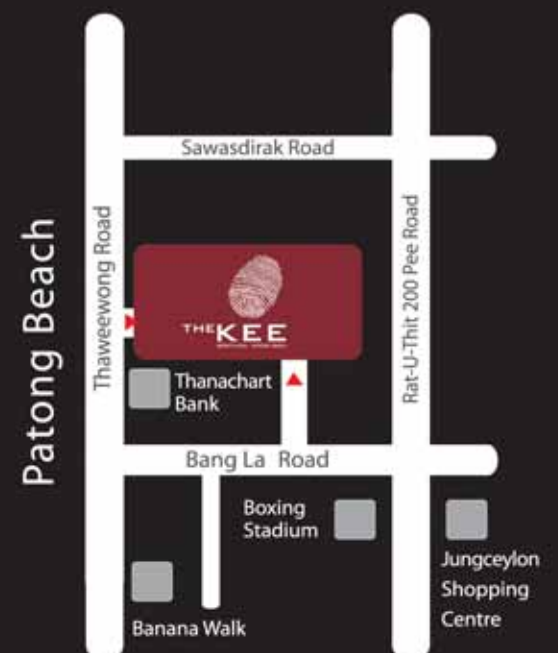 Sawasdirak Road
Patong Beach
Thaweewong Road
Rat-U-Thit 200 Pee Road
THE KEE
Thanachart
Bank
Bang La Road
Boxing
Stadium
Jungceylon
Shopping
Centre
Banana Walk